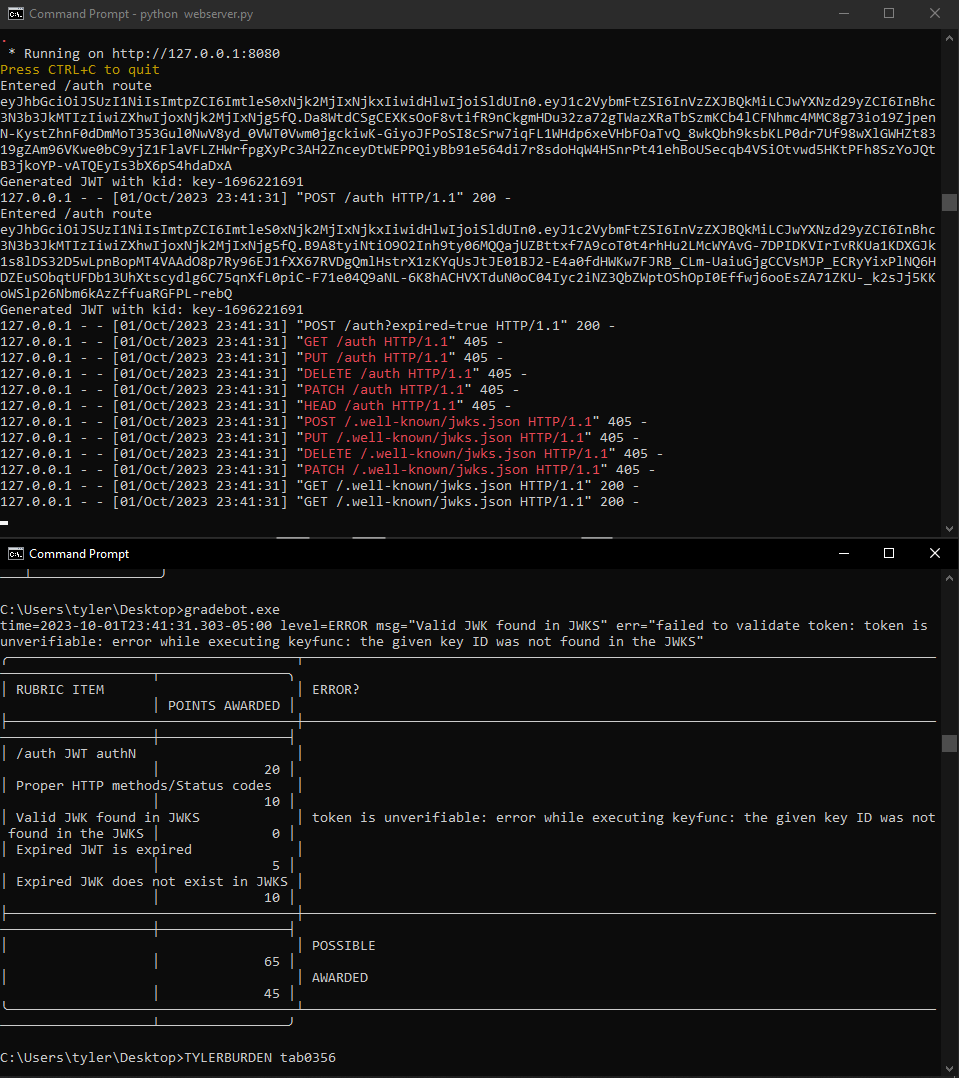 Command Prompt - python  webserver.py
.
 * Running on http://127.0.0.1:8080
Press CTRL+C to quit
Entered /auth route
eyJhbGciOiJSUzI1NiIsImtpZCI6ImtleS0xNjk2MjIxNjkxIiwidHlwIjoiSldUIn0.eyJ1c2VybmFtZSI6InVzZXJBQkMiLCJwYXNzd29yZCI6InBhc
3N3b3JkMTIzIiwiZXhwIjoxNjk2MjIxNjg5fQ.Da8WtdCSgCEXKsOoF8vtifR9nCkgmHDu32za72gTWazXRaTbSzmKCb4lCFNhmc4MMC8g73io19Zjpen
N-KystZhnF0dDmMoT353Gul0NwV8yd_0VWT0Vwm0jgckiwK-GiyoJFPoSI8cSrw7iqFL1WHdp6xeVHbFOaTvQ_8wkQbh9ksbKLP0dr7Uf98wXlGWHZt83
19gZAm96VKwe0bC9yjZ1FlaVFLZHWrfpgXyPc3AH2ZnceyDtWEPPQiyBb91e564di7r8sdoHqW4HSnrPt41ehBoUSecqb4VSiOtvwd5HKtPFh8SzYoJQt
B3jkoYP-vATQEyIs3bX6pS4hdaDxA
Generated JWT with kid: key-1696221691
127.0.0.1 - - [01/Oct/2023 23:41:31] "POST /auth HTTP/1.1" 200 -
Entered /auth route
eyJhbGciOiJSUzI1NiIsImtpZCI6ImtleS0xNjk2MjIxNjkxIiwidHlwIjoiSldUIn0.eyJ1c2VybmFtZSI6InVzZXJBQkMiLCJwYXNzd29yZCI6InBhc
3N3b3JkMTIzIiwiZXhwIjoxNjk2MjIxNjg5fQ.B9A8tyiNtiO9O2Inh9ty06MQQajUZBttxf7A9coT0t4rhHu2LMcWYAvG-7DPIDKVIrIvRKUa1KDXGJk
1s8lDS32D5wLpnBopMT4VAAdO8p7Ry96EJ1fXX67RVDgQmlHstrX1zKYqUsJtJE01BJ2-E4a0fdHWKw7FJRB_CLm-UaiuGjgCCVsMJP_ECRyYixPlNQ6H
DZEuSObqtUFDb13UhXtscydlg6C75qnXfL0piC-F71e04Q9aNL-6K8hACHVXTduN0oC04Iyc2iNZ3QbZWptOShOpI0Effwj6ooEsZA71ZKU-_k2sJj5KK
oWSlp26Nbm6kAzZffuaRGFPL-rebQ
Generated JWT with kid: key-1696221691
127.0.0.1 - - [01/Oct/2023 23:41:31] "POST /auth?expired=true HTTP/1.1" 200 -
127.0.0.1 - - [01/Oct/2023 23:41:31] "GET /auth HTTP/1.1" 405 -
127.0.0.1 - - [01/Oct/2023 23:41:31] "PUT /auth HTTP/1.1" 405 -
127.0.0.1 - - [01/Oct/2023 23:41:31] "DELETE /auth HTTP/1.1" 405 -
127.0.0.1 - - [01/Oct/2023 23:41:31] "PATCH /auth HTTP/1.1" 405 -
127.0.0.1 - - [01/Oct/2023 23:41:31] "HEAD /auth HTTP/1.1" 405 -
127.0.0.1 - - [01/Oct/2023 23:41:31] "POST /.well-known/jwks.json HTTP/1.1" 405 -
127.0.0.1 - - [01/Oct/2023 23:41:31] "PUT /.well-known/jwks.json HTTP/1.1" 405 -
127.0.0.1 - - [01/Oct/2023 23:41:31] "DELETE /.well-known/jwks.json HTTP/1.1" 405 -
127.0.0.1 - - [01/Oct/2023 23:41:31] "PATCH /.well-known/jwks.json HTTP/1.1" 405 -
127.0.0.1 - - [01/Oct/2023 23:41:31] "GET /.well-known/jwks.json HTTP/1.1" 200 -
127.0.0.1 - - [01/Oct/2023 23:41:31] "GET /.well-known/jwks.json HTTP/1.1" 200 -
Command Prompt
C:\Users\tyler\Desktop>gradebot.exe
time=2023-10-01T23:41:31.303-05:00 level=ERROR msg="Valid JWK found in JWKS" err="failed to validate token: token is
unverifiable: error while executing keyfunc: the given key ID was not found in the JWKS"
RUBRIC ITEM ERROR?
POINTS AWARDED
/auth JWT authN
20
Proper HTTP methods/Status codes
10
Valid JWK found in JWKS token is unverifiable: error while executing keyfunc: the given key ID was not
found in the JWKS 0
Expired JWT is expired
5
Expired JWK does not exist in JWKS
10
POSSIBLE
65
AWARDED
45
C:\Users\tyler\Desktop>TYLERBURDEN tab0356